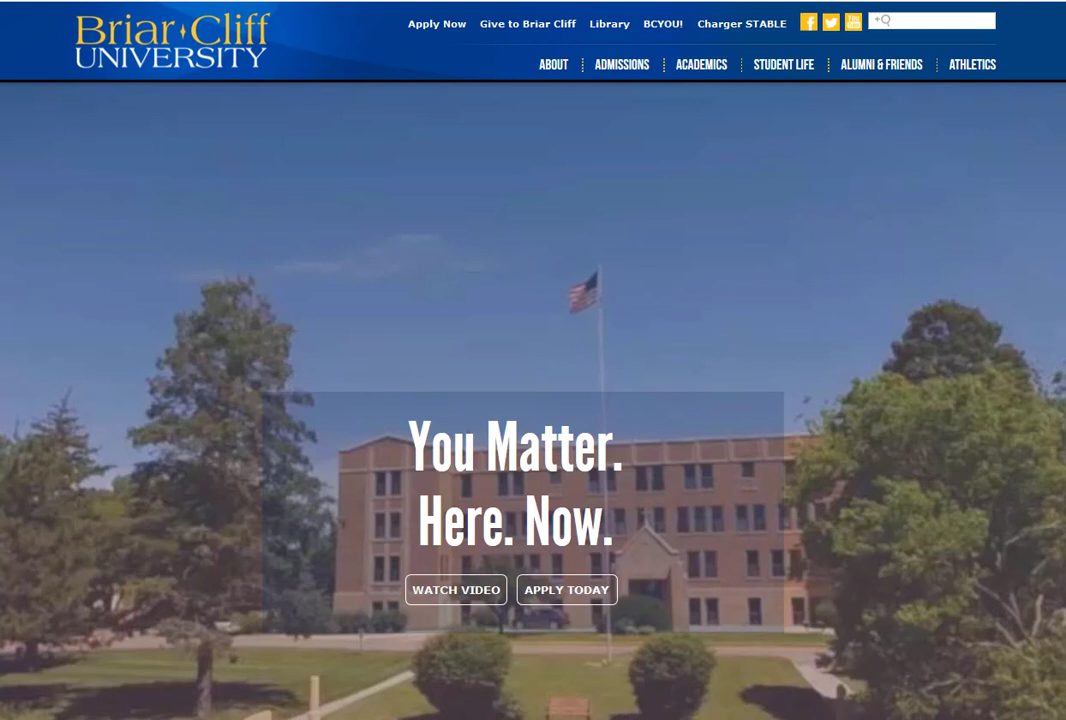 Briar Cliff
UNIVERSITY
Apply Now Give to Briar Cliff Library BCYOU! Charger STABLE
ABOUT ADMISSIONS ACADEMICS STUDENT LIFE ALUMNI & FRIENDS ATHLETICS
You Matter.
Here. Now.
WATCH VIDEO APPLY TODAY